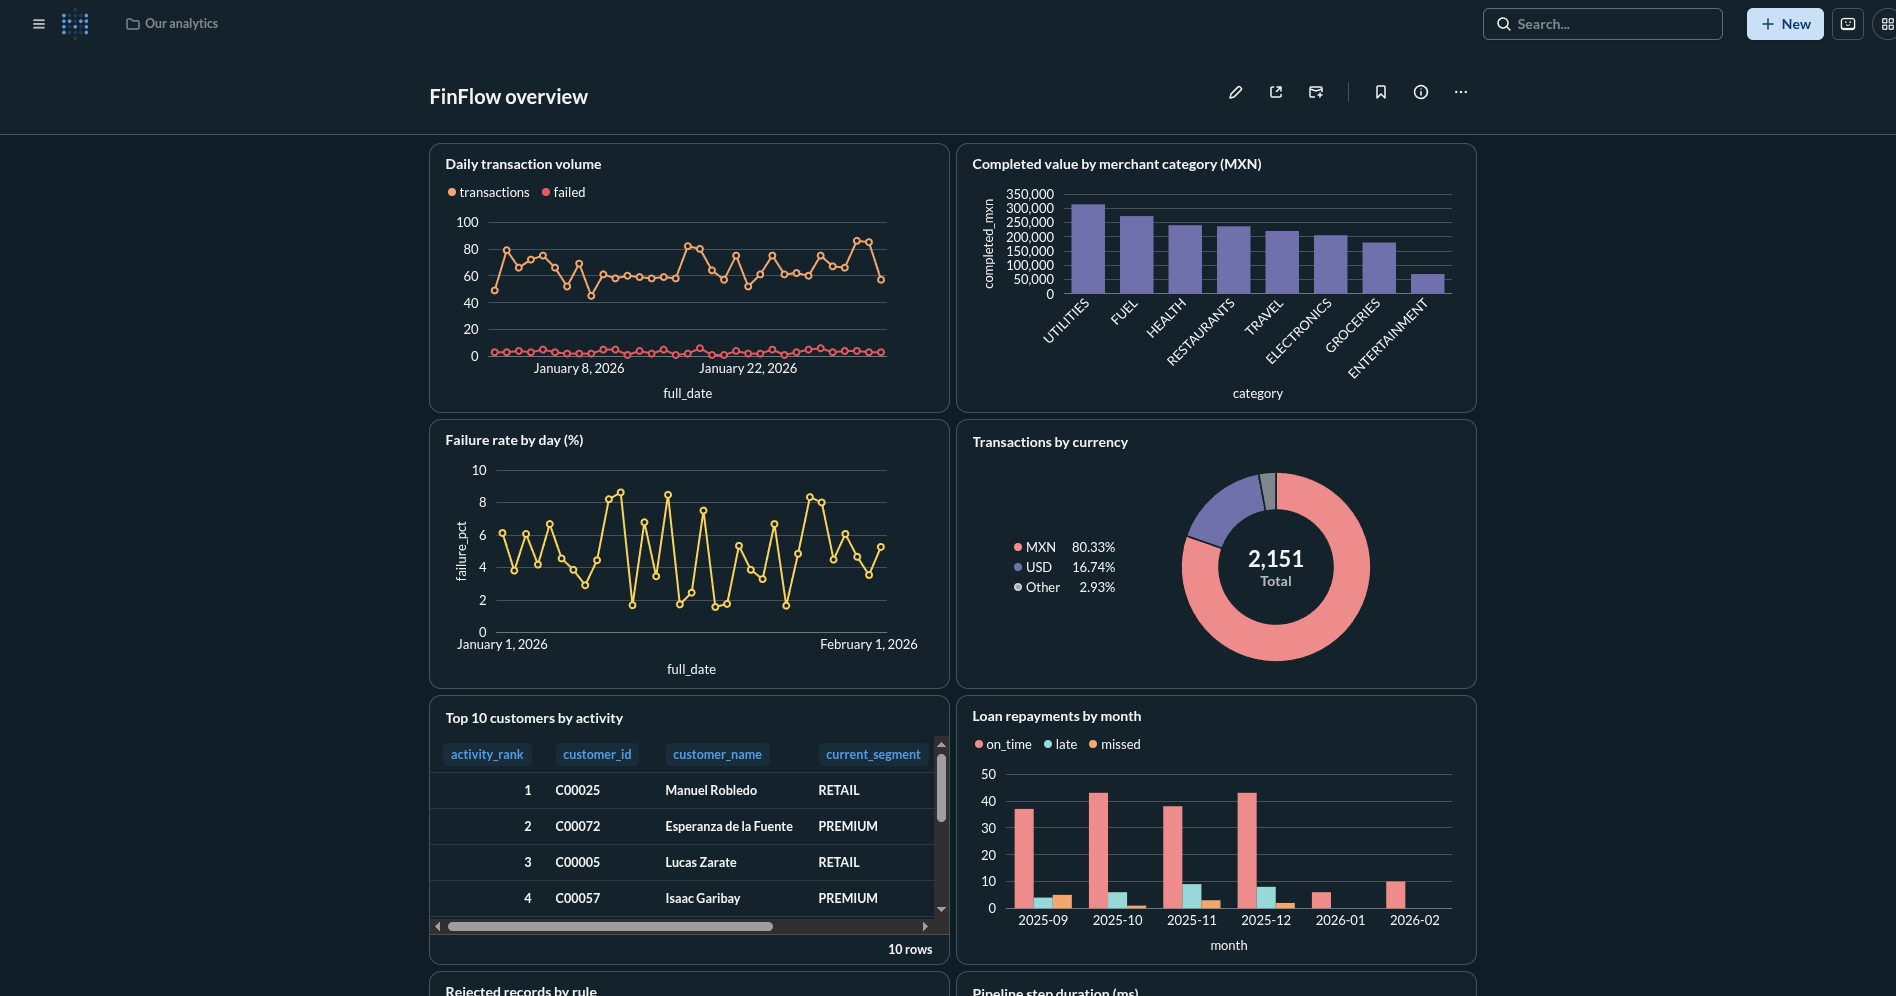 Our analytics
Search...
New
FinFlow overview
Daily transaction volume
transactions failed
100
80
60
40
20
0
January 8, 2026 January 22, 2026
full_date
Completed value by merchant category (MXN)
completed_mxn
350,000
300,000
250,000
200,000
150,000
100,000
50,000
0
UTILITIES FUEL HEALTH RESTAURANTS TRAVEL ELECTRONICS GROCERIES ENTERTAINMENT
category
Failure rate by day (%)
failure_pct
10
8
6
4
2
0
January 1, 2026 February 1, 2026
full_date
Transactions by currency
MXN 80.33%
USD 16.74%
Other 2.93%
2,151
Total
Top 10 customers by activity
activity_rank customer_id customer_name current_segment
1 C00025 Manuel Robledo RETAIL
2 C00072 Esperanza de la Fuente PREMIUM
3 C00005 Lucas Zarate RETAIL
4 C00057 Isaac Garibay PREMIUM
10 rows
Loan repayments by month
on_time late missed
50
40
30
20
10
0
2025-09 2025-10 2025-11 2025-12 2026-01 2026-02
month
Rejected records by rule
Pipeline step duration (ms)